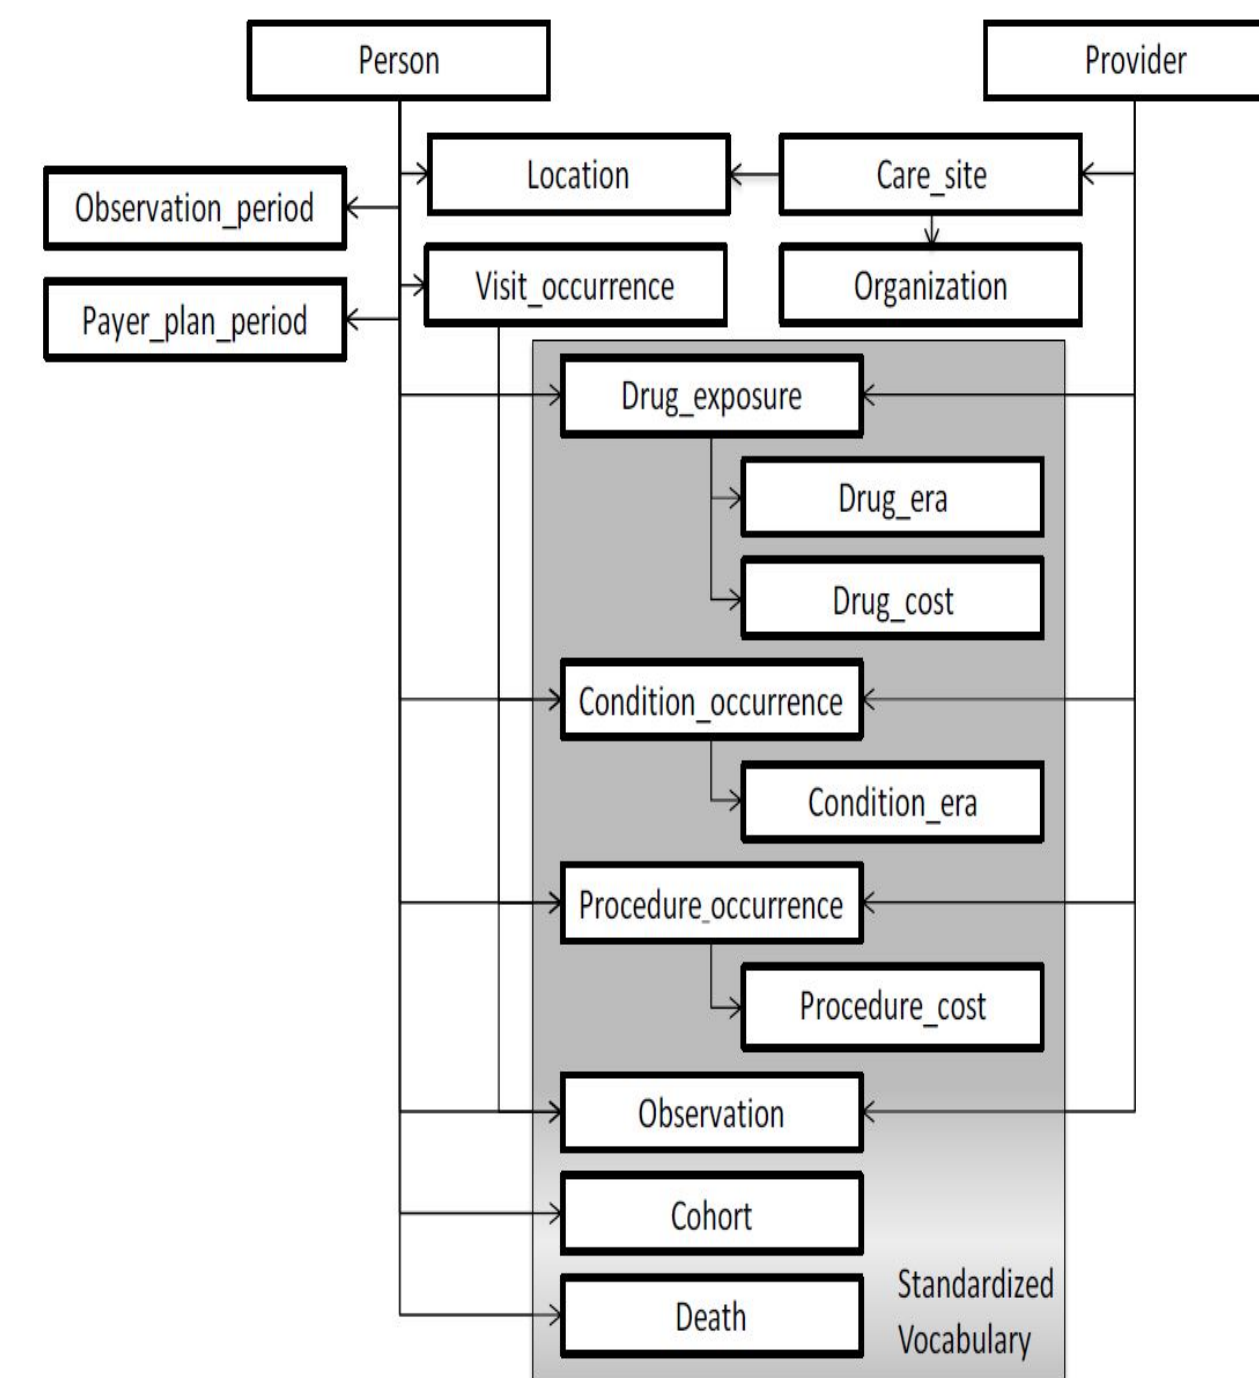 Person
Provider
Location
Care_site
Observation_period
Visit_occurrence
Organization
Payer_plan_period
Drug_exposure
Drug_era
Drug_cost
Condition_occurrence
Condition_era
Procedure_occurrence
Procedure_cost
Observation
Cohort
Death
Standardized
Vocabulary